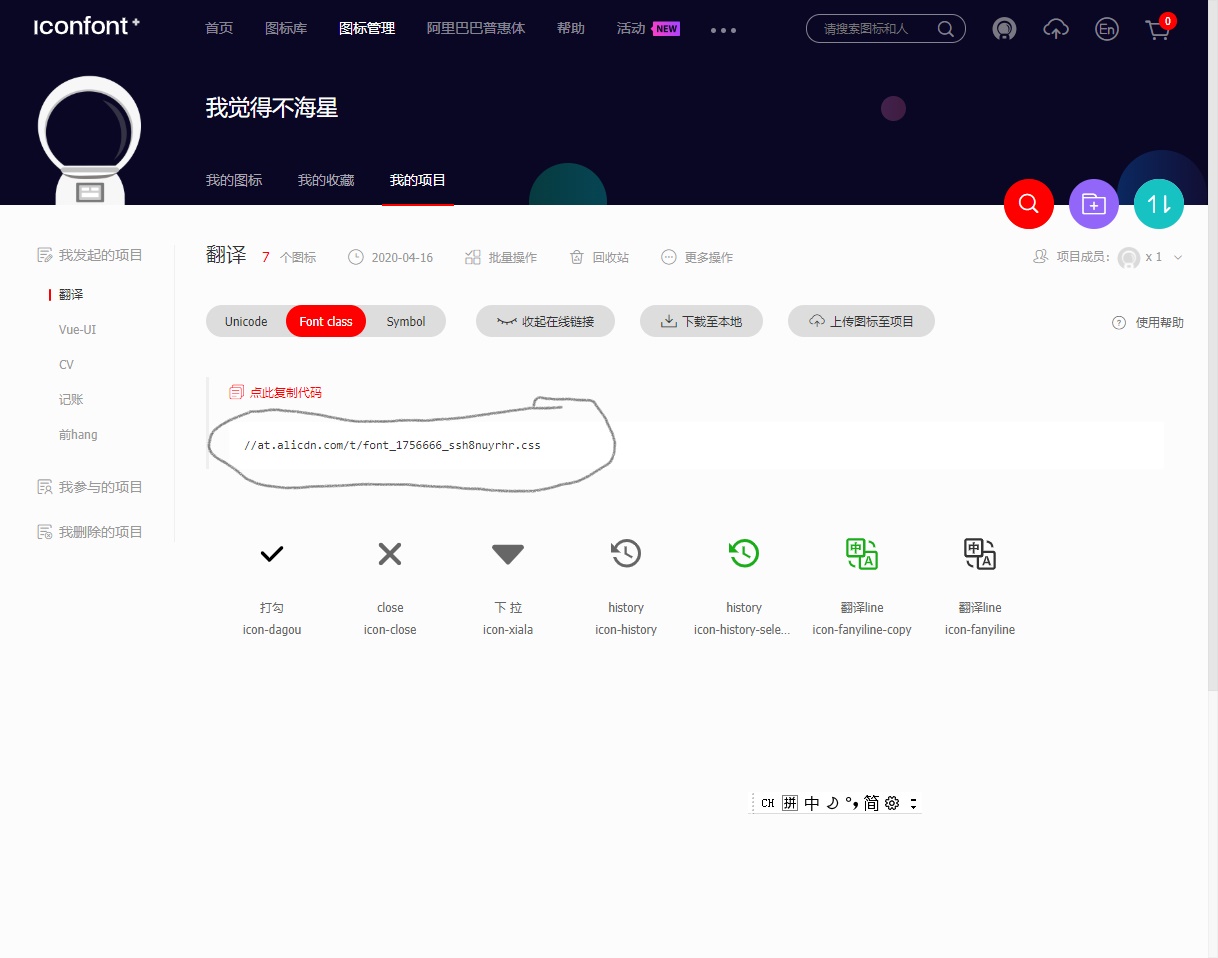 iconfont+ 首页 图标库 图标管理 阿里巴巴普惠体 帮助 活动 NEW 请搜索图标和人 En 0
我觉得不海星
我的图标 我的收藏 我的项目
我发起的项目
翻译
Vue-UI
CV
记账
前hang
我参与的项目
我删除的项目
翻译 7 个图标 2020-04-16 批量操作 回收站 更多操作 项目成员: x 1
Unicode Font class Symbol 收起在线链接 下载至本地 上传图标至项目 使用帮助
点此复制代码
//at.alicdn.com/t/font_1756666_ssh8nuyrhr.css
中 A 中 A
打勾 close 下 拉 history history 翻译line 翻译line
icon-dagou icon-close icon-xiala icon-history icon-history-sele... icon-fanyiline-copy icon-fanyiline
CH 拼 中 简